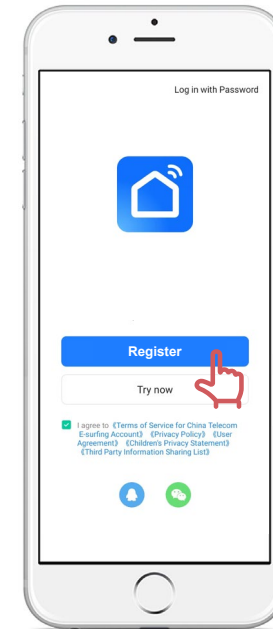 Log in with Password
Register
Try now
I agree to 《Terms of Service for China Telecom
E-surfing Account》 《Privacy Policy》 《User
Agreement》 《Children's Privacy Statement》
《Third Party Information Sharing List》